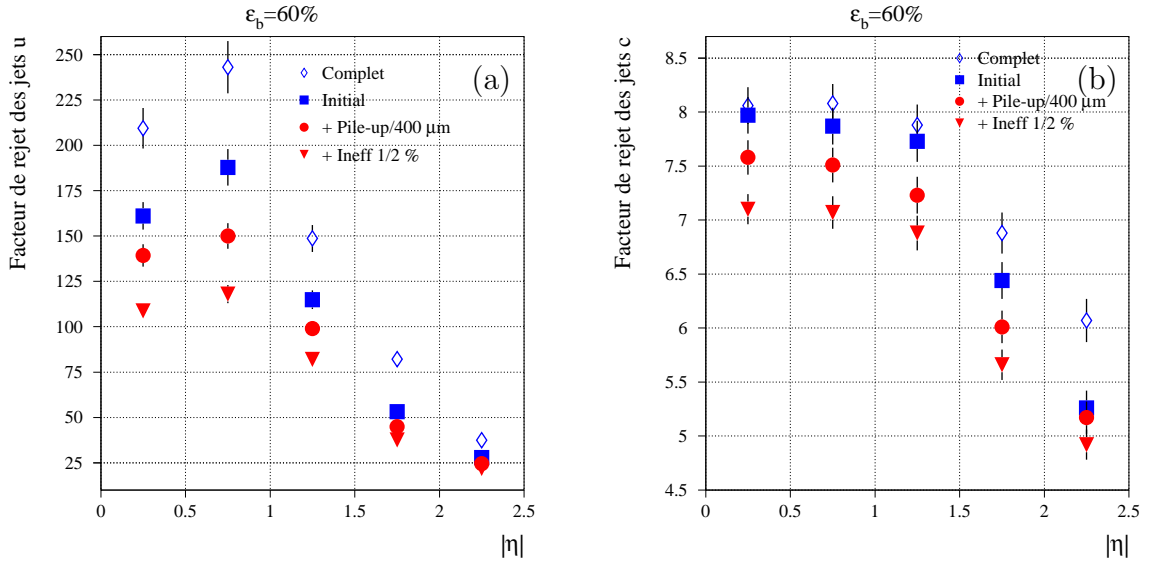 ε_b=60%
Facteur de rejet des jets u
(a)
Complet
Initial
+ Pile-up/400 μm
+ Ineff 1/2 %
250
225
200
175
150
125
100
75
50
25
0 0.5 1 1.5 2 2.5
|η|
ε_b=60%
Facteur de rejet des jets c
(b)
Complet
Initial
+ Pile-up/400 μm
+ Ineff 1/2 %
8.5
8
7.5
7
6.5
6
5.5
5
4.5
0 0.5 1 1.5 2 2.5
|η|